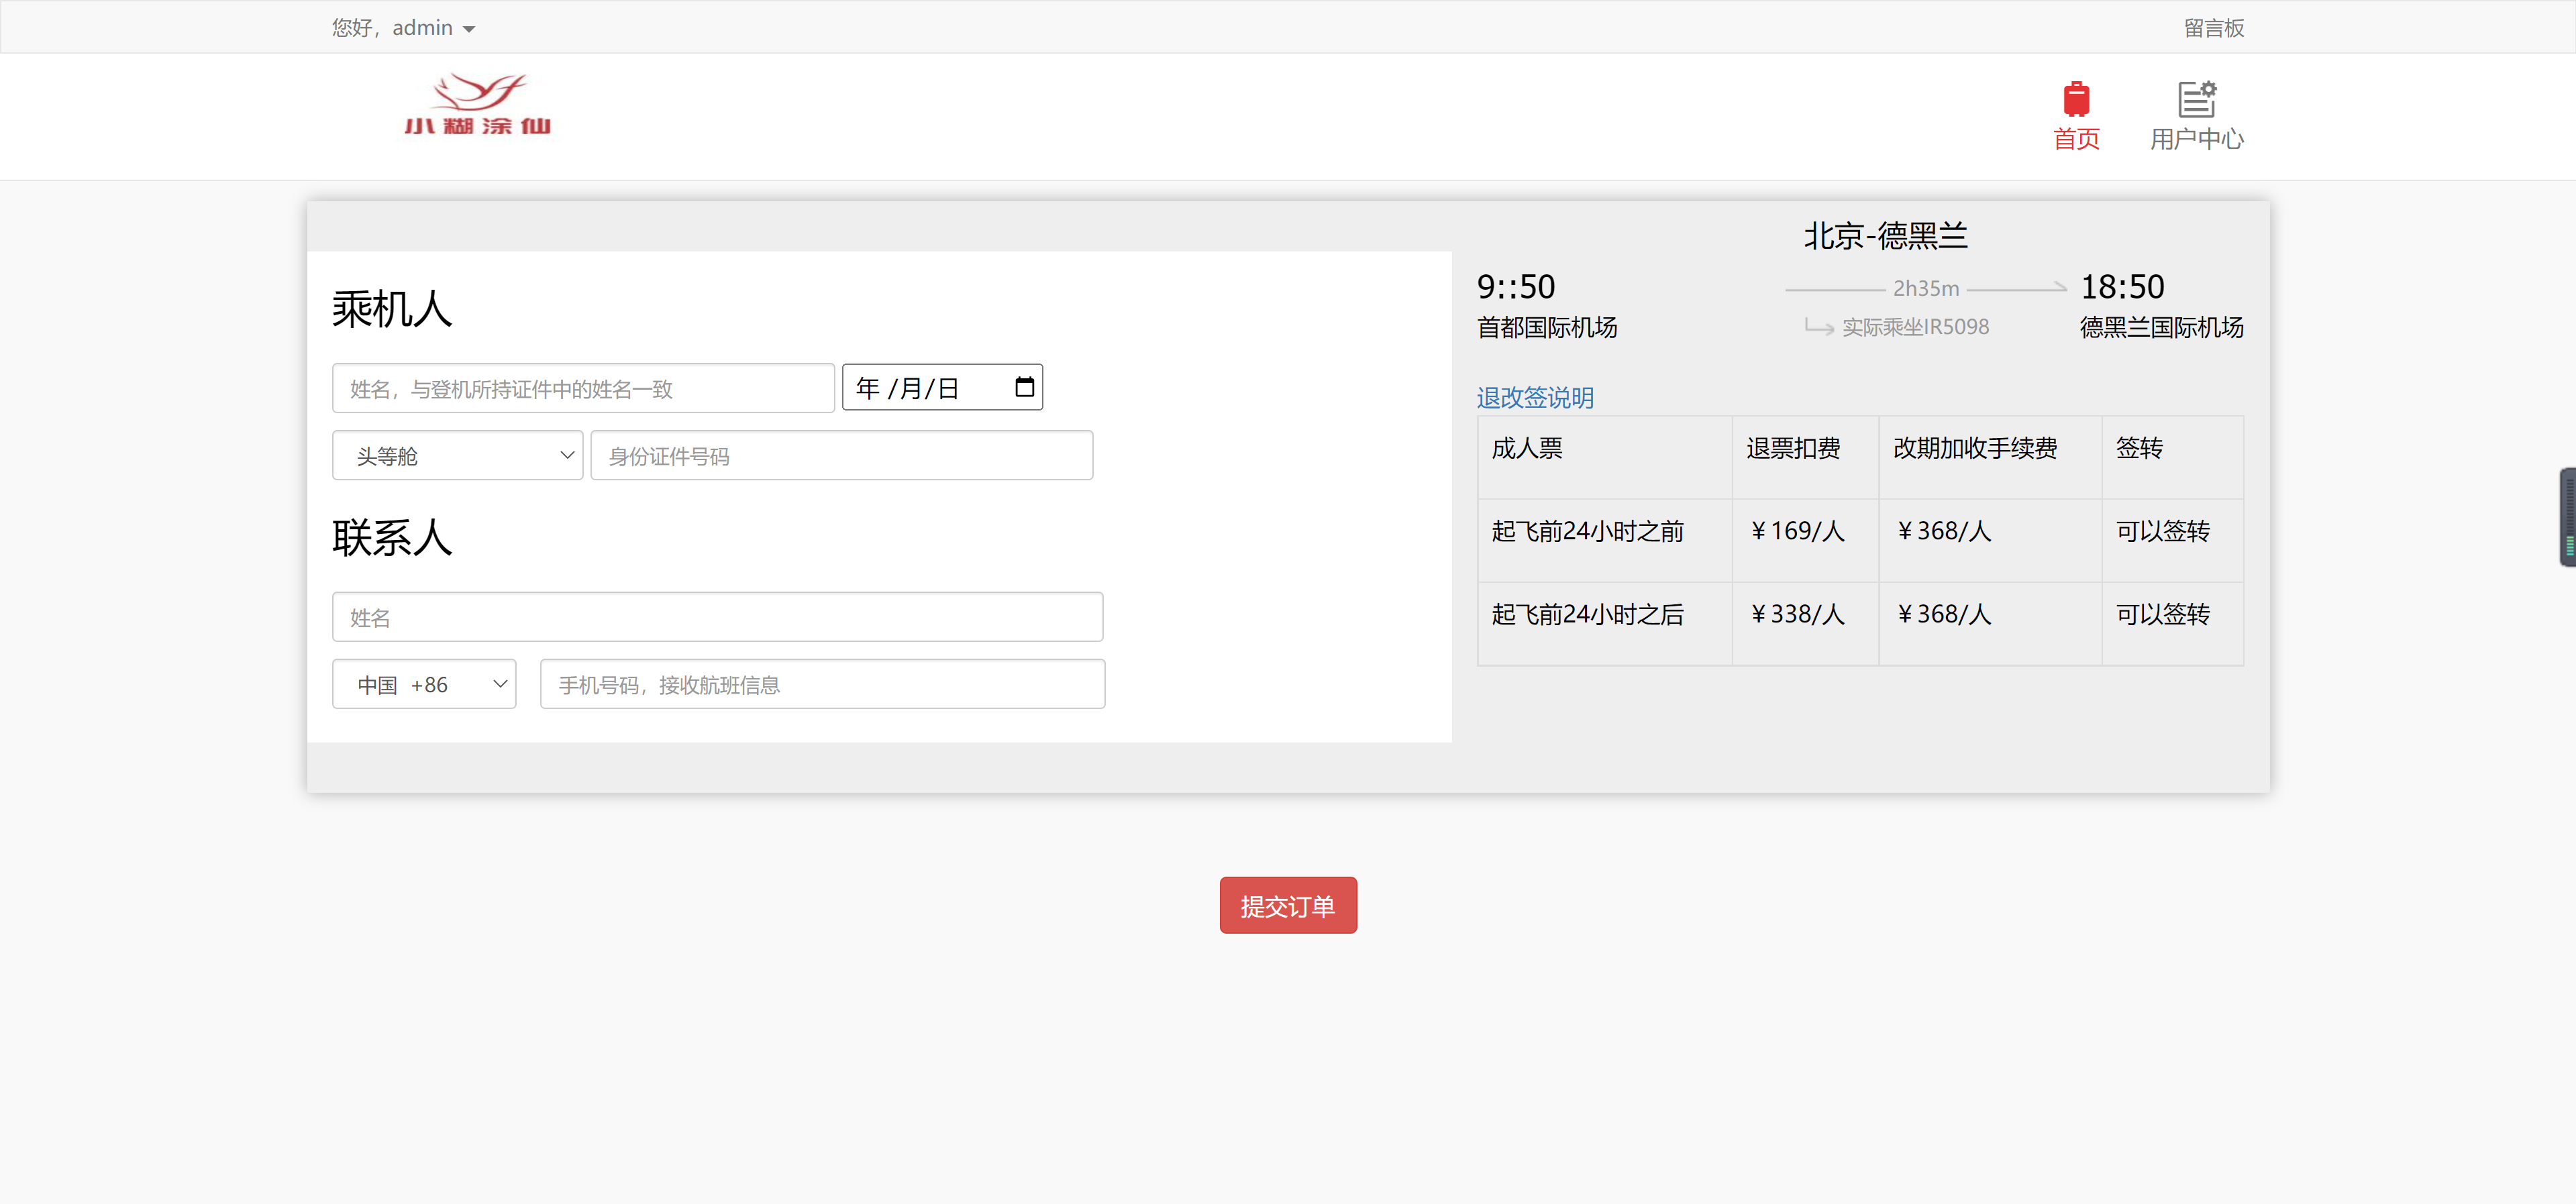 您好，admin
留言板
小糊涂仙
首页
用户中心
乘机人
姓名，与登机所持证件中的姓名一致
年 /月/日
头等舱
身份证件号码
联系人
姓名
中国 +86
手机号码，接收航班信息
北京-德黑兰
9::50
2h35m
18:50
首都国际机场
实际乘坐IR5098
德黑兰国际机场
退改签说明
成人票 退票扣费 改期加收手续费 签转
起飞前24小时之前 ¥169/人 ¥368/人 可以签转
起飞前24小时之后 ¥338/人 ¥368/人 可以签转
提交订单